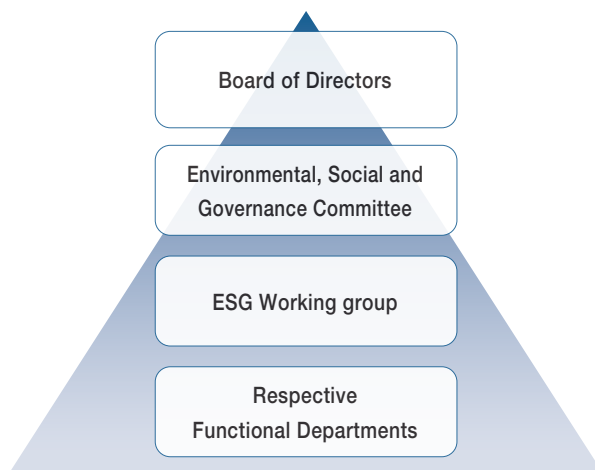 Board of Directors
Environmental, Social and
Governance Committee
ESG Working group
Respective
Functional Departments